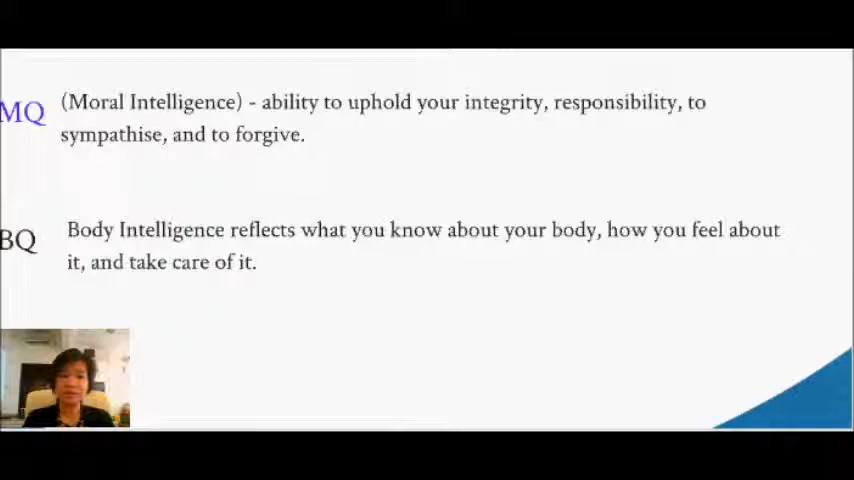 MQ (Moral Intelligence) - ability to uphold your integrity, responsibility, to
sympathise, and to forgive.
BQ Body Intelligence reflects what you know about your body, how you feel about
it, and take care of it.